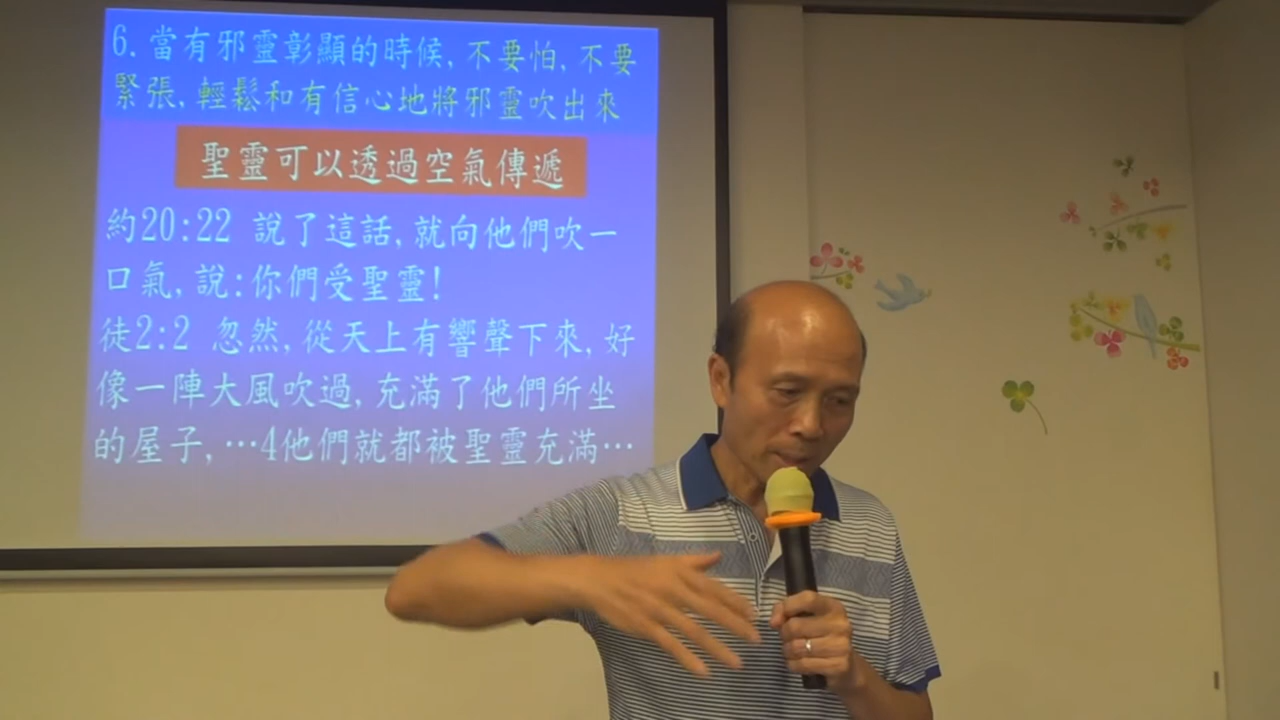 6.當有邪靈彰顯的時候,不要怕,不要
緊張,輕鬆和有信心地將邪靈吹出來
聖靈可以透過空氣傳遞
約20:22 說了這話,就向他們吹一
口氣,說:你們受聖靈!
徒2:2 忽然,從天上有響聲下來,好
像一陣大風吹過,充滿了他們所坐
的屋子,…4他們就都被聖靈充滿…